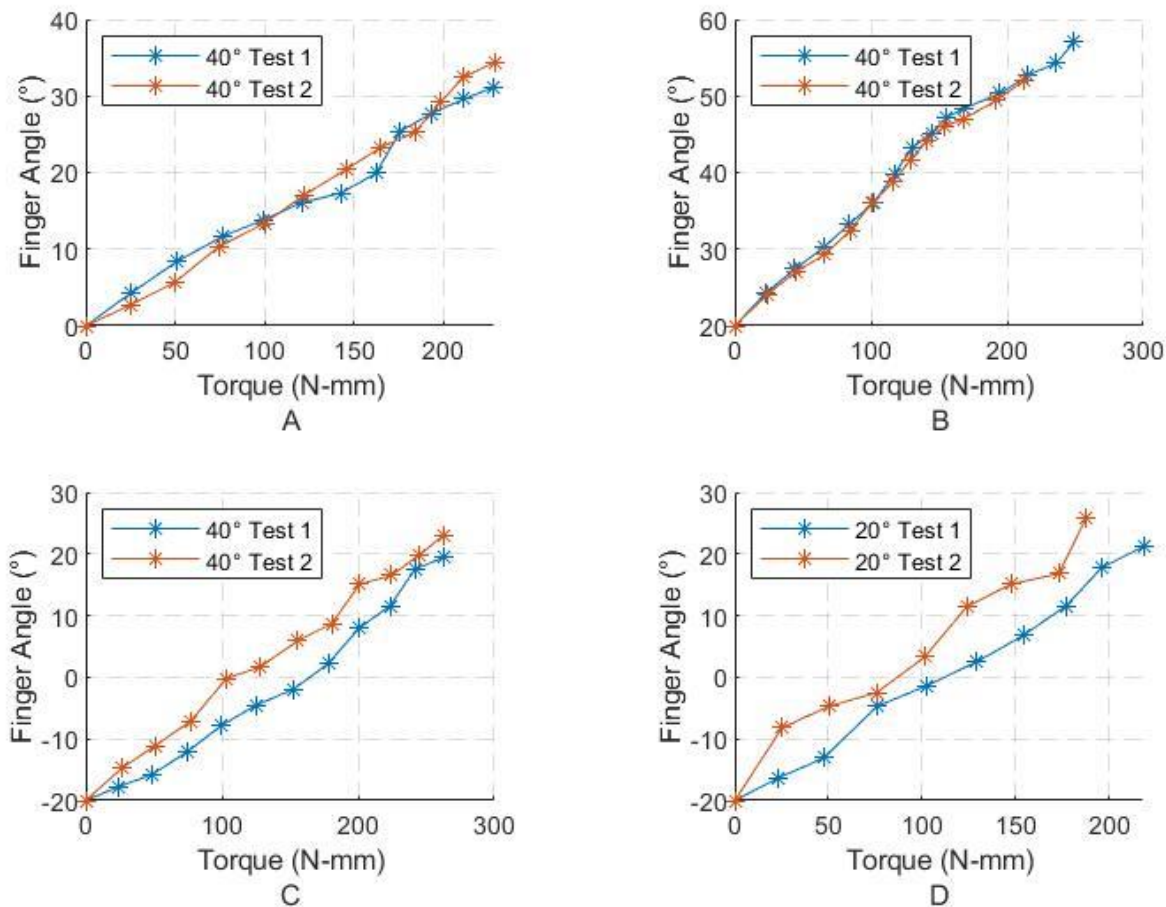 40
30
20
10
0
Finger Angle (°)
40° Test 1
40° Test 2
0 50 100 150 200
Torque (N-mm)
A
60
50
40
30
20
Finger Angle (°)
40° Test 1
40° Test 2
0 100 200 300
Torque (N-mm)
B
30
20
10
0
-10
-20
Finger Angle (°)
40° Test 1
40° Test 2
0 100 200 300
Torque (N-mm)
C
30
20
10
0
-10
-20
Finger Angle (°)
20° Test 1
20° Test 2
0 50 100 150 200
Torque (N-mm)
D